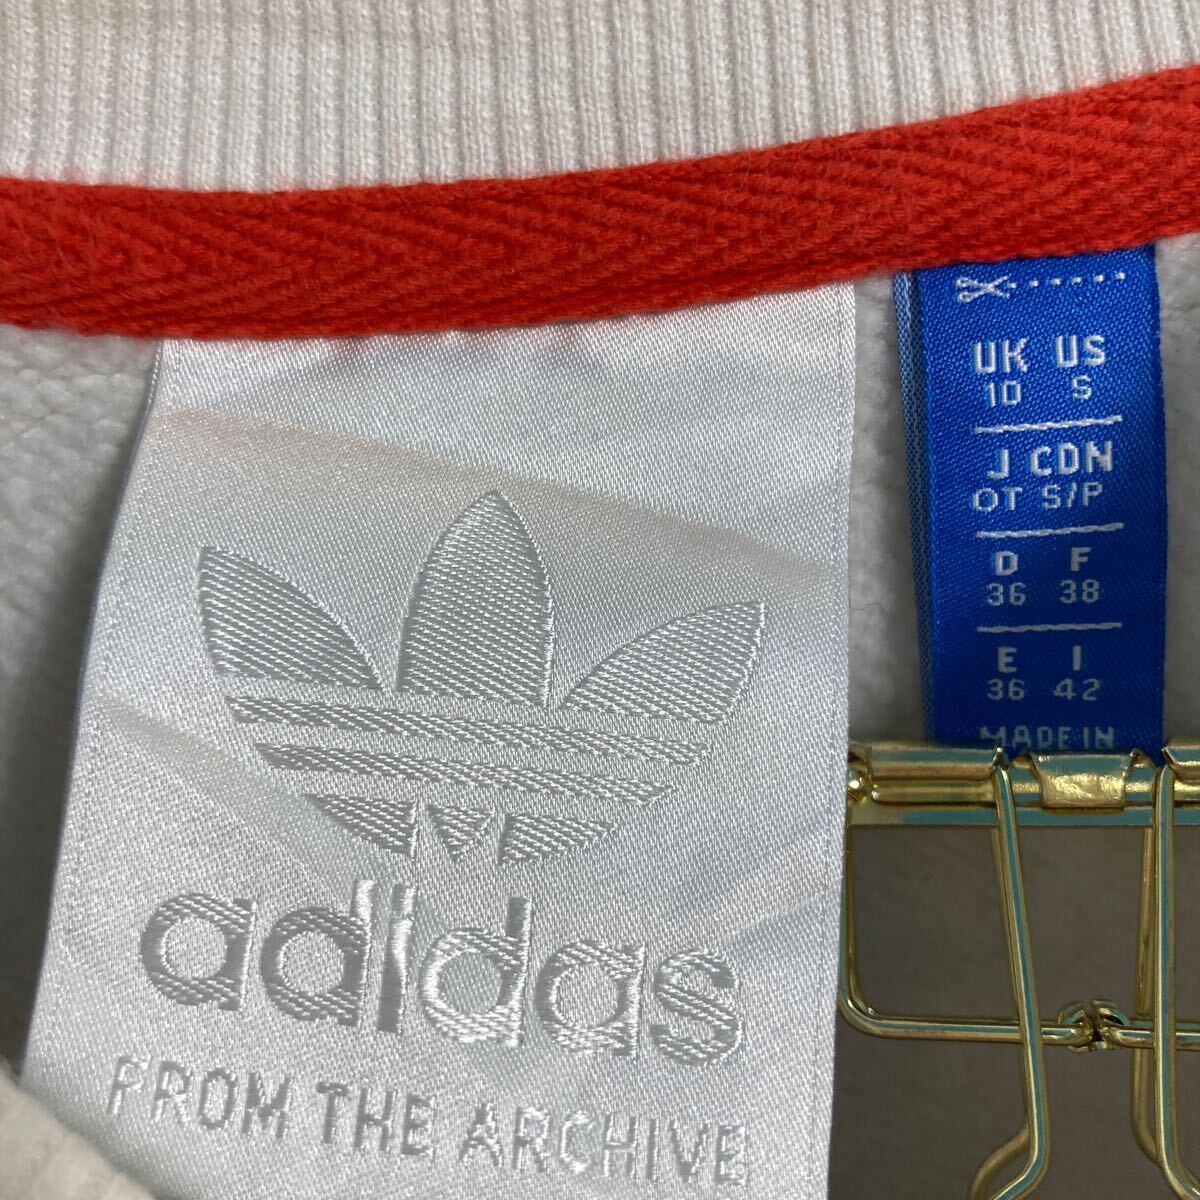 adidas
FROM THE ARCHIVE
UK US
10 S
J CDN
OT S/P
D F
36 38
E I
36 42
MADE IN